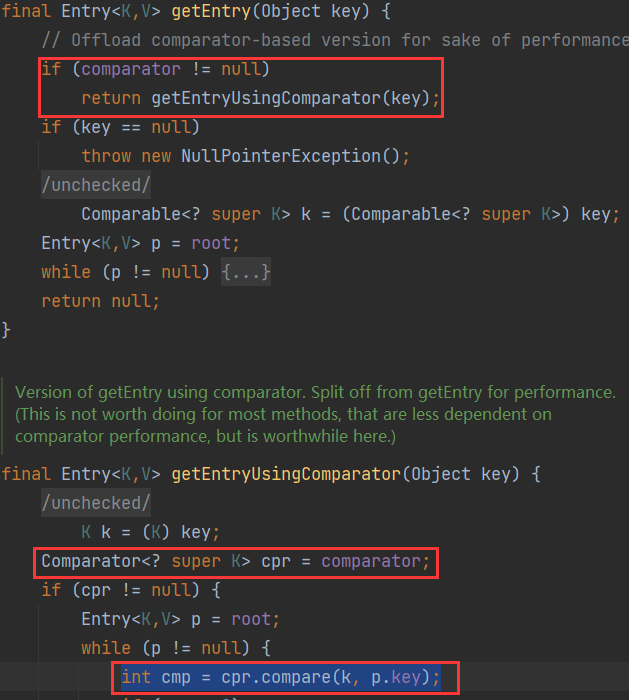 final Entry<K,V> getEntry(Object key) {
// Offload comparator-based version for sake of performance
if (comparator != null)
return getEntryUsingComparator(key);
if (key == null)
throw new NullPointerException();
/unchecked/
Comparable<? super K> k = (Comparable<? super K>) key;
Entry<K,V> p = root;
while (p != null) {...}
return null;
}
Version of getEntry using comparator. Split off from getEntry for performance.
(This is not worth doing for most methods, that are less dependent on
comparator performance, but is worthwhile here.)
final Entry<K,V> getEntryUsingComparator(Object key) {
/unchecked/
K k = (K) key;
Comparator<? super K> cpr = comparator;
if (cpr != null) {
Entry<K,V> p = root;
while (p != null) {
int cmp = cpr.compare(k, p.key);